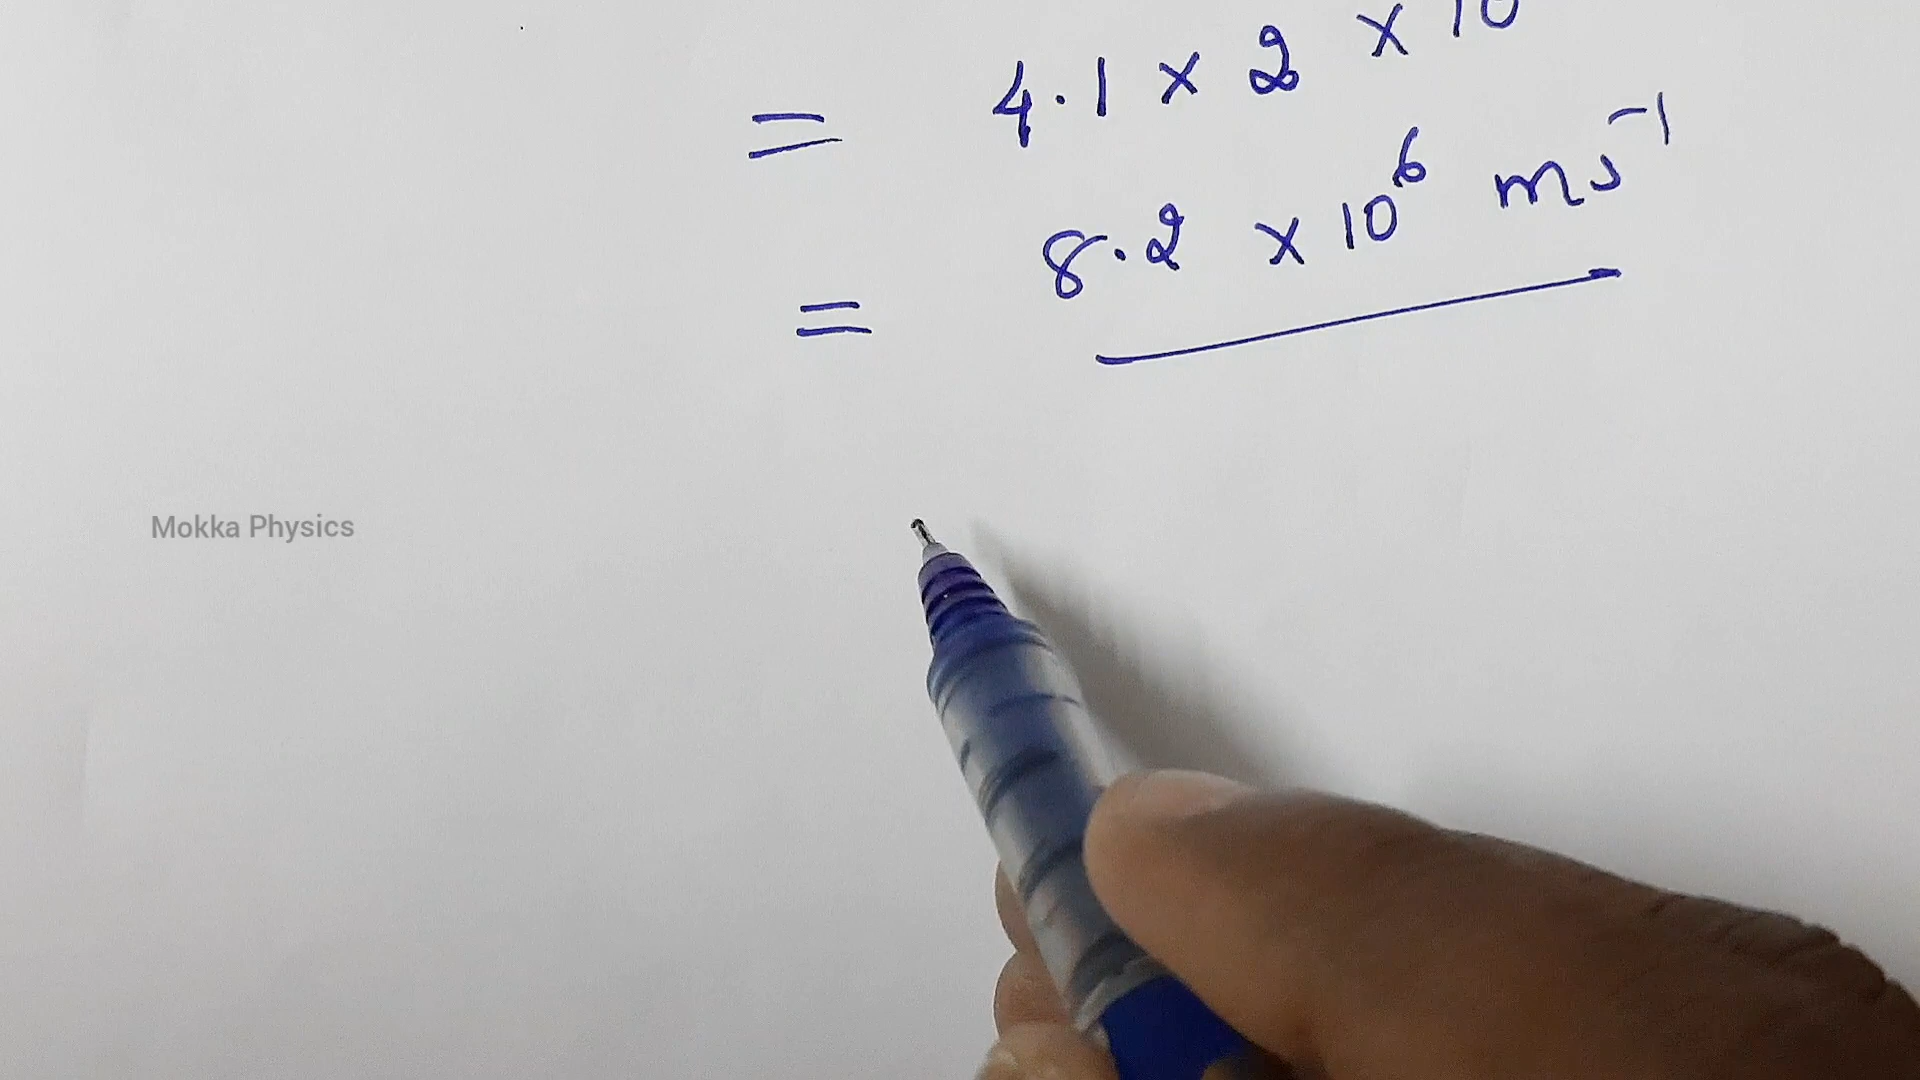 = 4.1 × 2 × 10
= 8.2 × 10⁶ ms⁻¹
Mokka Physics